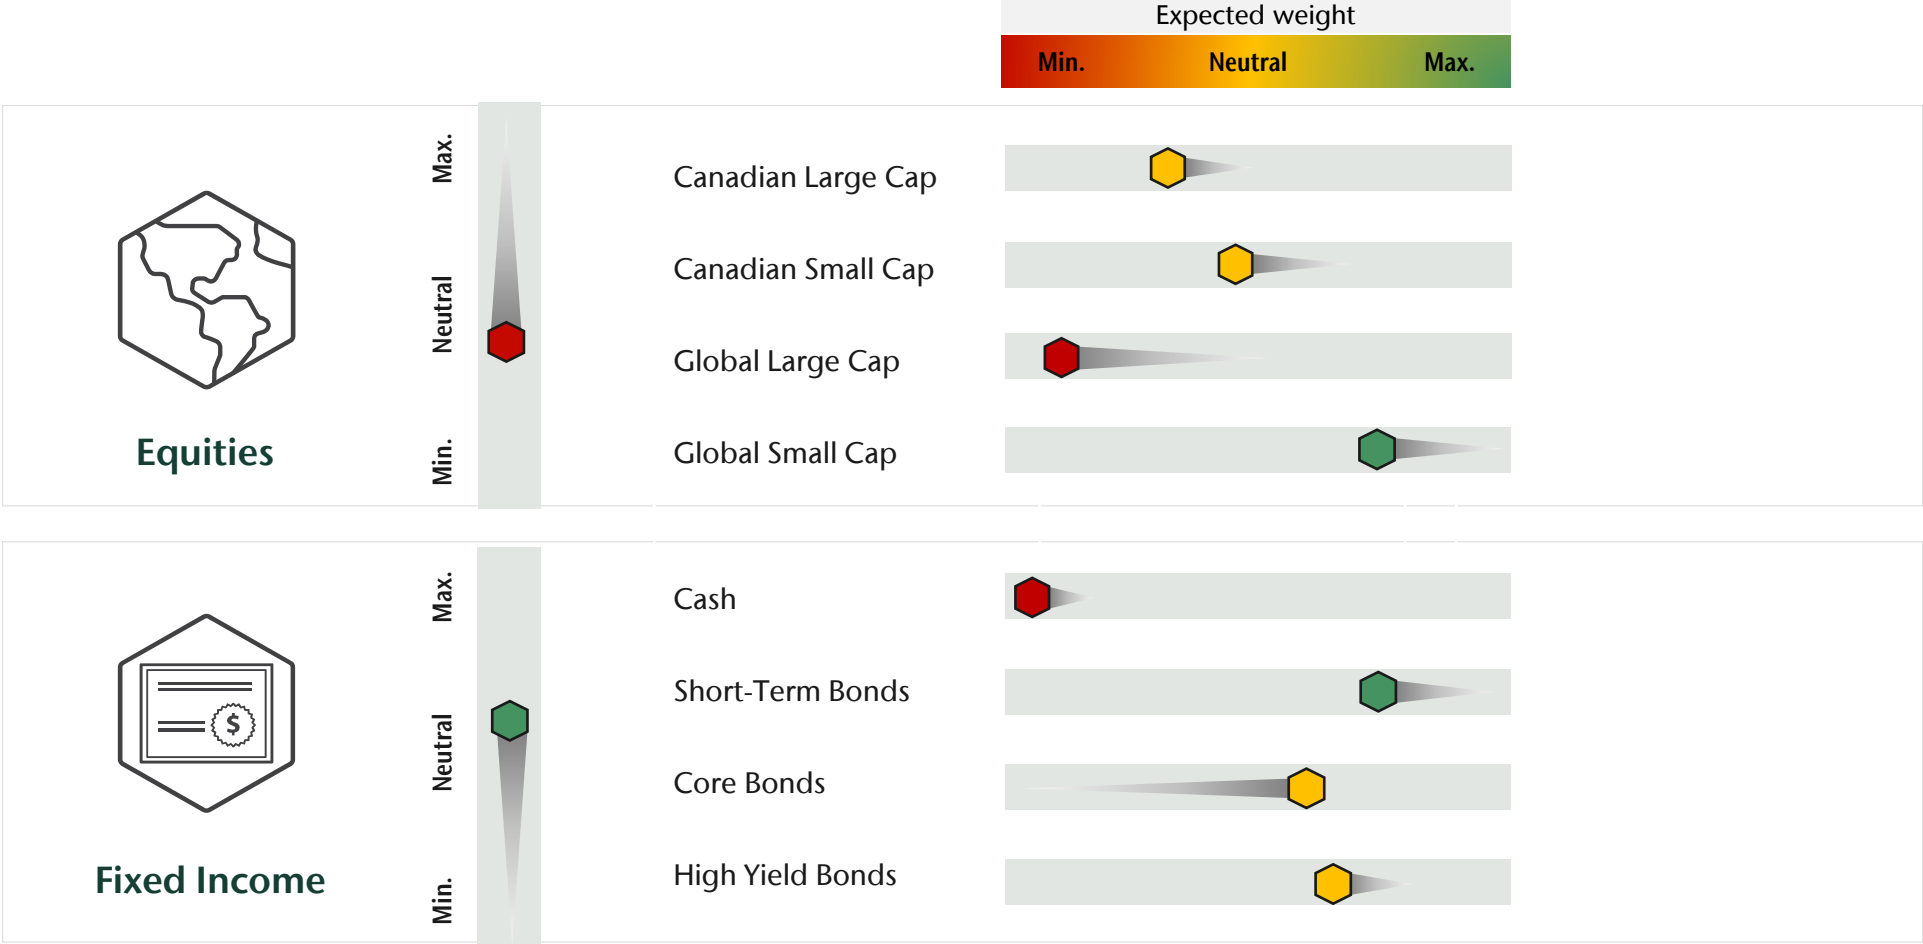 Expected weight
Min. Neutral Max.
Max.
Neutral
Min.
Equities
Canadian Large Cap
Canadian Small Cap
Global Large Cap
Global Small Cap
Max.
Neutral
Min.
$
Fixed Income
Cash
Short-Term Bonds
Core Bonds
High Yield Bonds